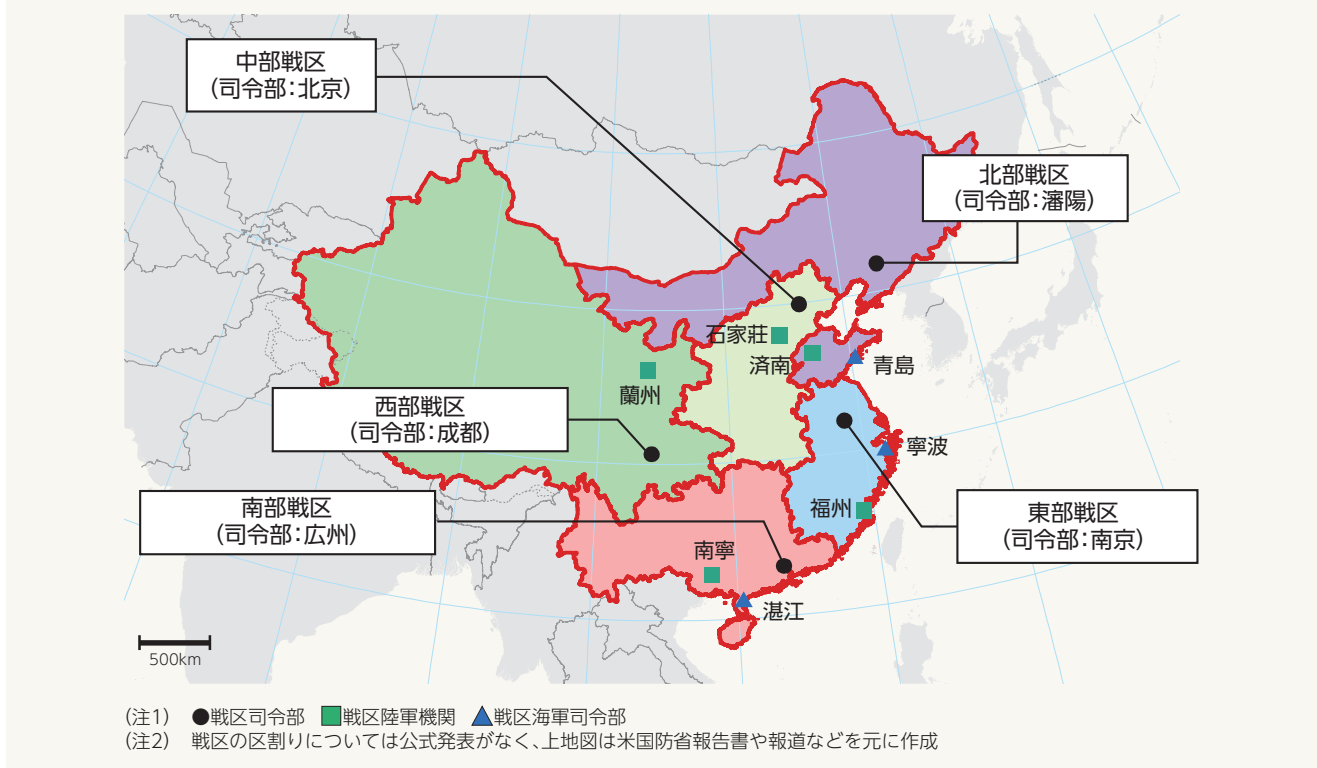 中部戦区
(司令部：北京)
北部戦区
(司令部：瀋陽)
石家荘
済南
青島
蘭州
西部戦区
(司令部：成都)
寧波
南部戦区
(司令部：広州)
福州
東部戦区
(司令部：南京)
南寧
湛江
500km
(注1) ●戦区司令部 ■戦区陸軍機関 ▲戦区海軍司令部
(注2) 戦区の区割りについては公式発表がなく、上地図は米国防省報告書や報道などを元に作成